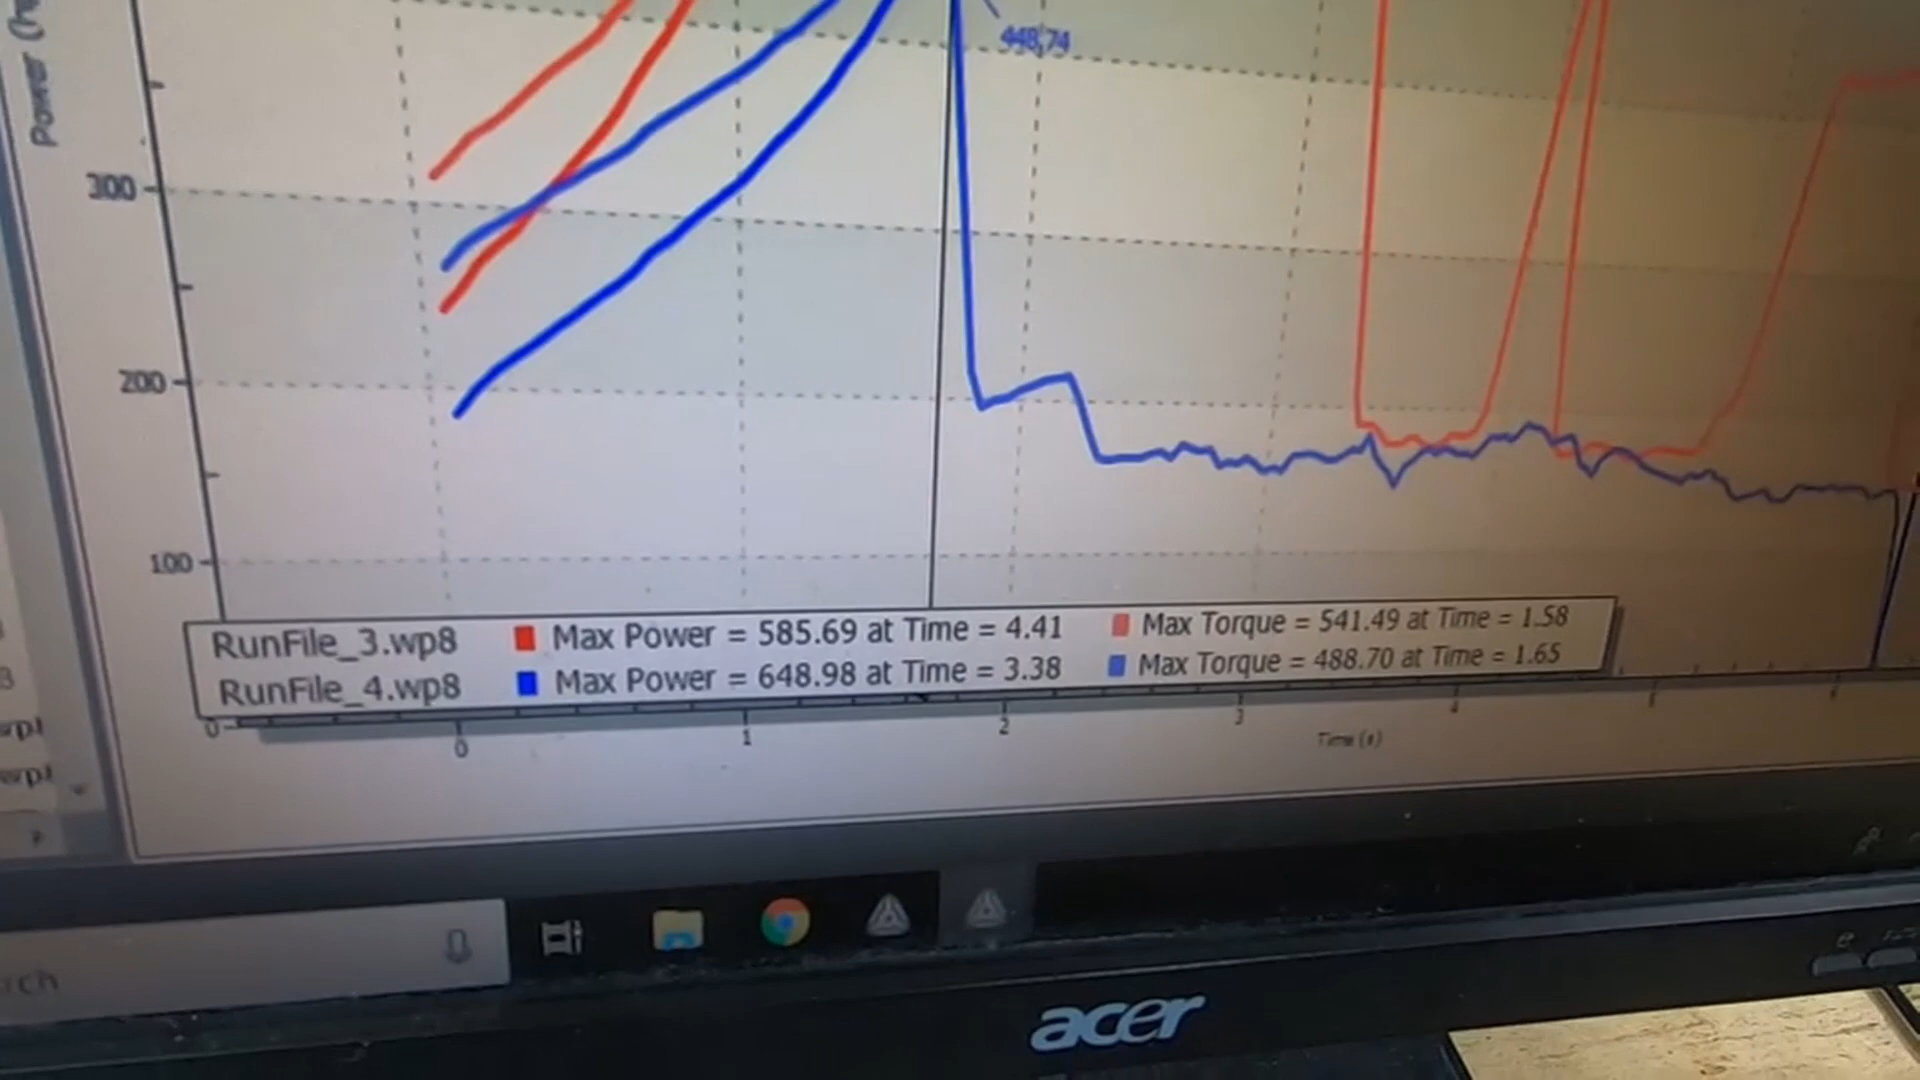 Power (h
448.74
300
200
100
RunFile_3.wp8 Max Power = 585.69 at Time = 4.41 Max Torque = 541.49 at Time = 1.58
RunFile_4.wp8 Max Power = 648.98 at Time = 3.38 Max Torque = 488.70 at Time = 1.65
0
0 1 2 3 4
Time (s)
rch
acer